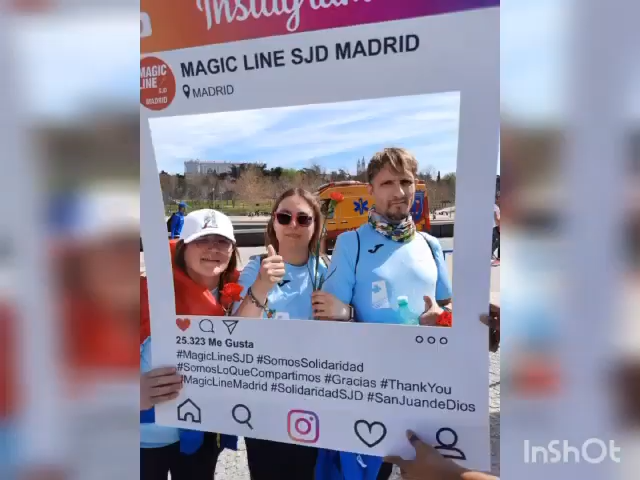 Instagram
MAGIC LINE SJD MADRID
MAGIC
LINE
SJD
MADRID
MADRID
25.323 Me Gusta
#MagicLineSJD #SomosSolidaridad
#SomosLoQueCompartimos #Gracias #ThankYou
#MagicLineMadrid #SolidaridadSJD #SanJuandeDios
InShOt